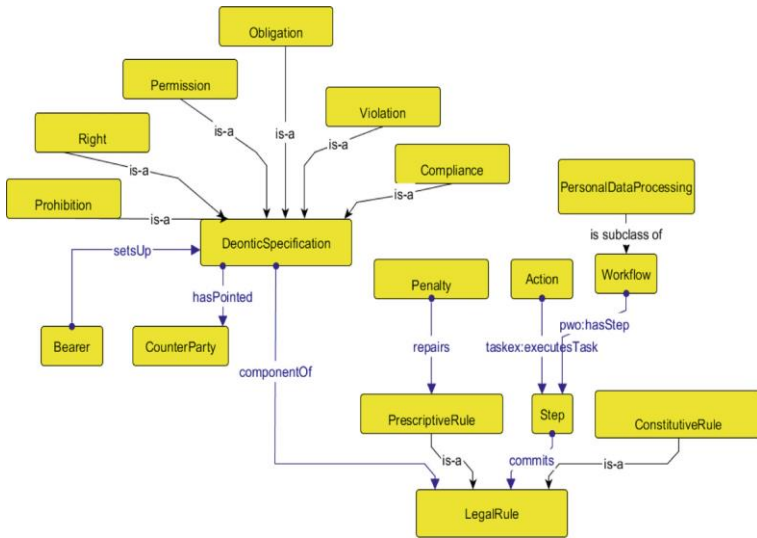 Obligation
Permission
is-a
Violation
is-a
Right
is-a
is-a
Compliance
is-a
Prohibition
is-a
is-a
PersonalDataProcessing
is subclass of
DeonticSpecification
setsUp
hasPointed
Workflow
Penalty
Action
Bearer
CounterParty
pwo:hasStep
repairs
taskex:executesTask
componentOf
PrescriptiveRule
Step
ConstitutiveRule
is-a
commits
is-a
LegalRule